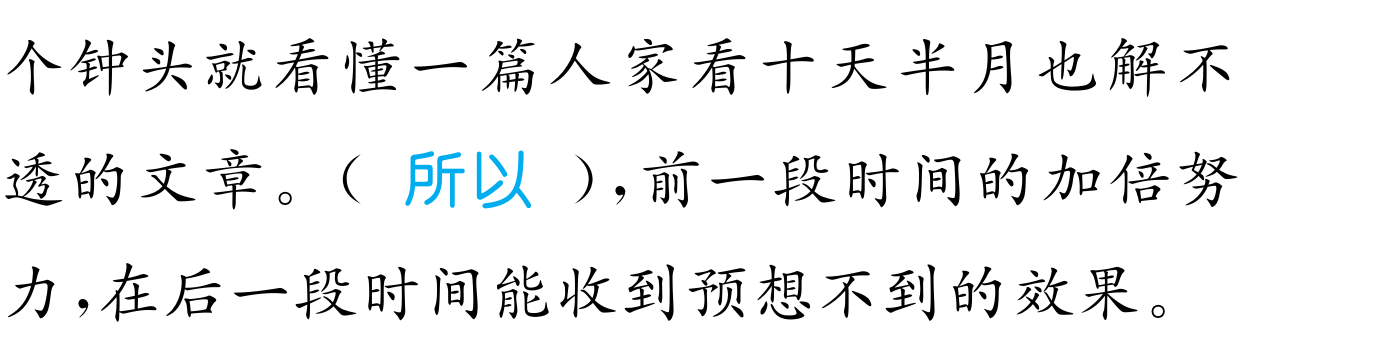 个钟头就看懂一篇人家看十天半月也解不
透的文章。（ 所以 ），前一段时间的加倍努
力，在后一段时间能收到预想不到的效果。